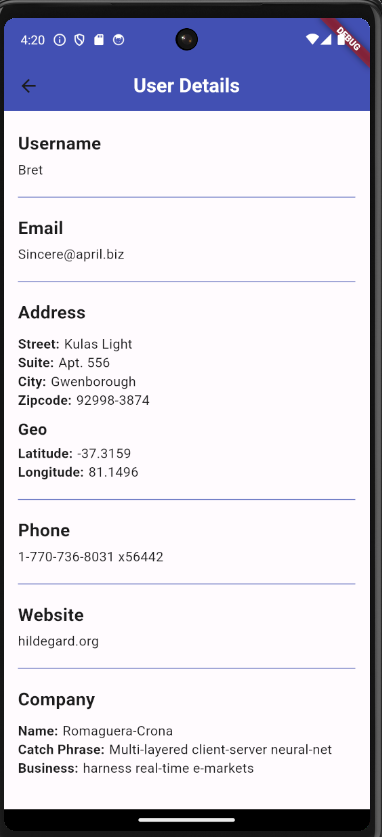 4:20
DEBUG
User Details
Username
Bret
Email
Sincere@april.biz
Address
Street: Kulas Light
Suite: Apt. 556
City: Gwenborough
Zipcode: 92998-3874
Geo
Latitude: -37.3159
Longitude: 81.1496
Phone
1-770-736-8031 x56442
Website
hildegard.org
Company
Name: Romaguera-Crona
Catch Phrase: Multi-layered client-server neural-net
Business: harness real-time e-markets